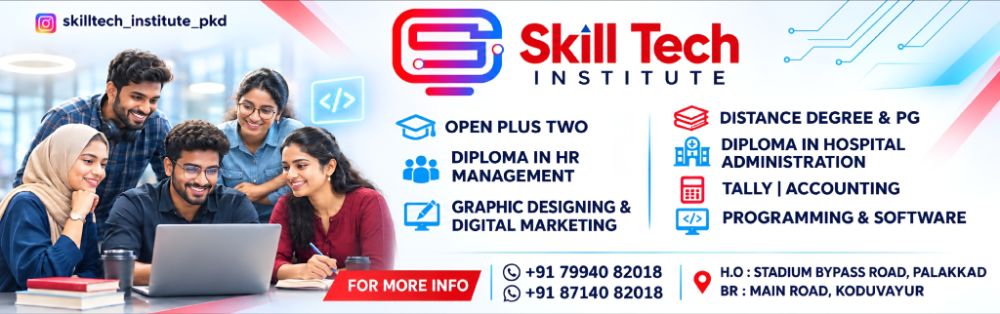 skilltech_institute_pkd
Skill Tech
INSTITUTE
</>
OPEN PLUS TWO
DIPLOMA IN HR
MANAGEMENT
GRAPHIC DESIGNING &
DIGITAL MARKETING
DISTANCE DEGREE & PG
DIPLOMA IN HOSPITAL
ADMINISTRATION
TALLY | ACCOUNTING
</>
PROGRAMMING & SOFTWARE
FOR MORE INFO
+91 79940 82018
+91 87140 82018
H.O : STADIUM BYPASS ROAD, PALAKKAD
BR : MAIN ROAD, KODUVAYUR